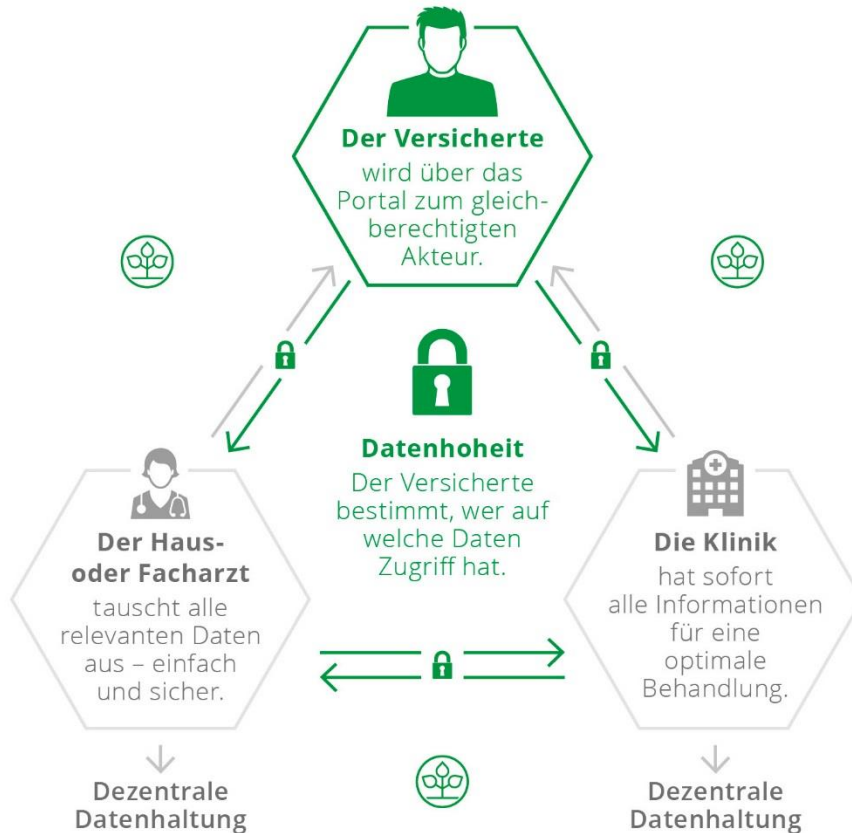 Der Versicherte
wird über das
Portal zum gleich-
berechtigten
Akteur.
Datenhoheit
Der Versicherte
bestimmt, wer auf
welche Daten
Zugriff hat.
Der Haus-
oder Facharzt
tauscht alle
relevanten Daten
aus – einfach
und sicher.
Die Klinik
hat sofort
alle Informationen
für eine
optimale
Behandlung.
Dezentrale
Datenhaltung
Dezentrale
Datenhaltung